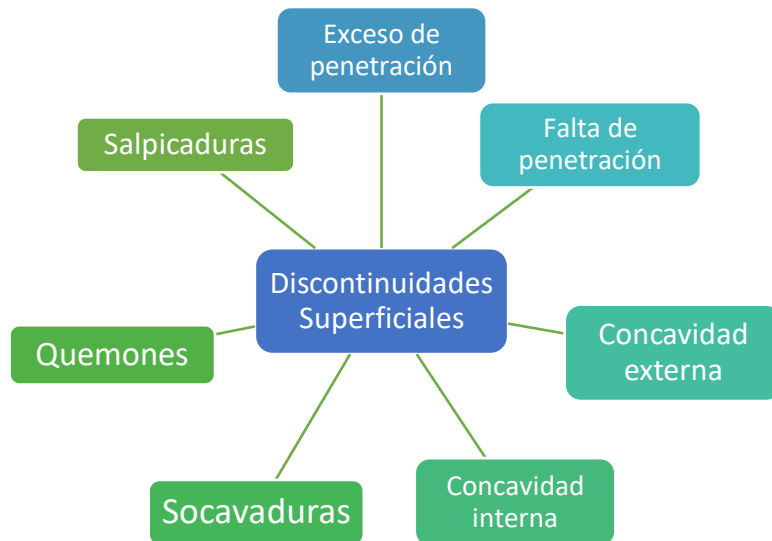 Exceso de
penetración
Salpicaduras
Falta de
penetración
Discontinuidades
Superficiales
Quemones
Concavidad
externa
Socavaduras
Concavidad
interna